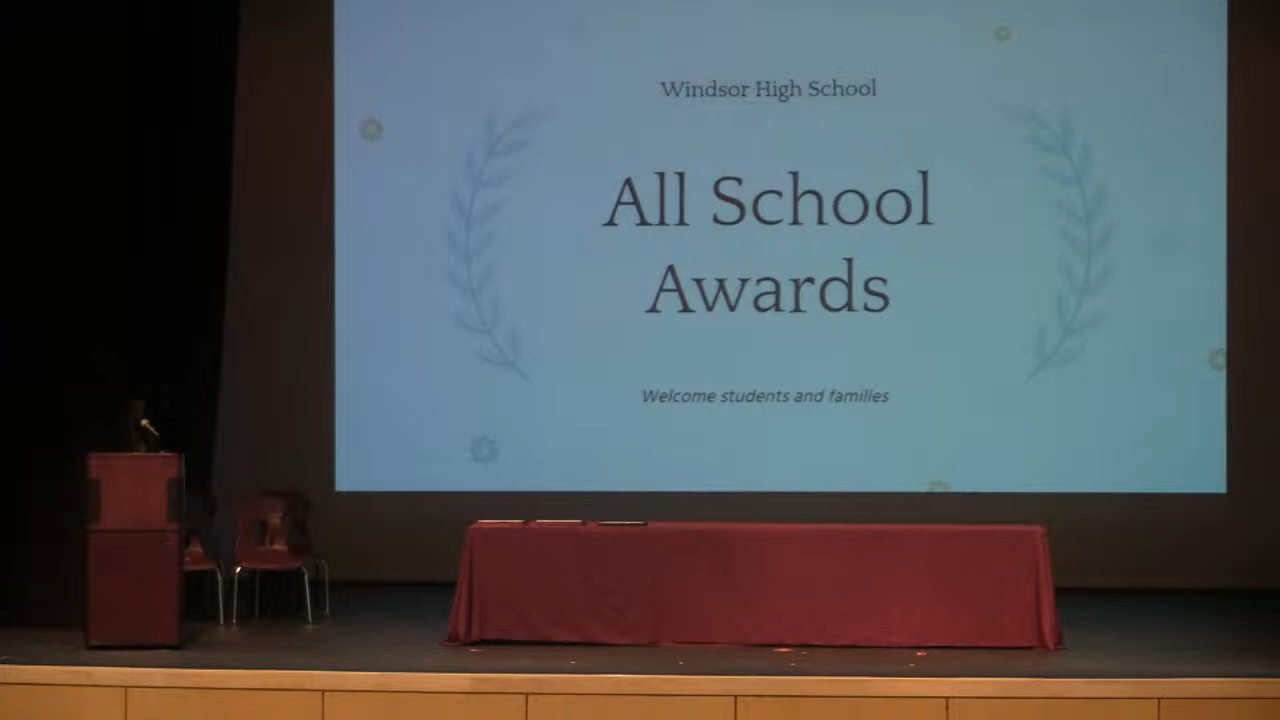 Windsor High School
All School
Awards
Welcome students and families